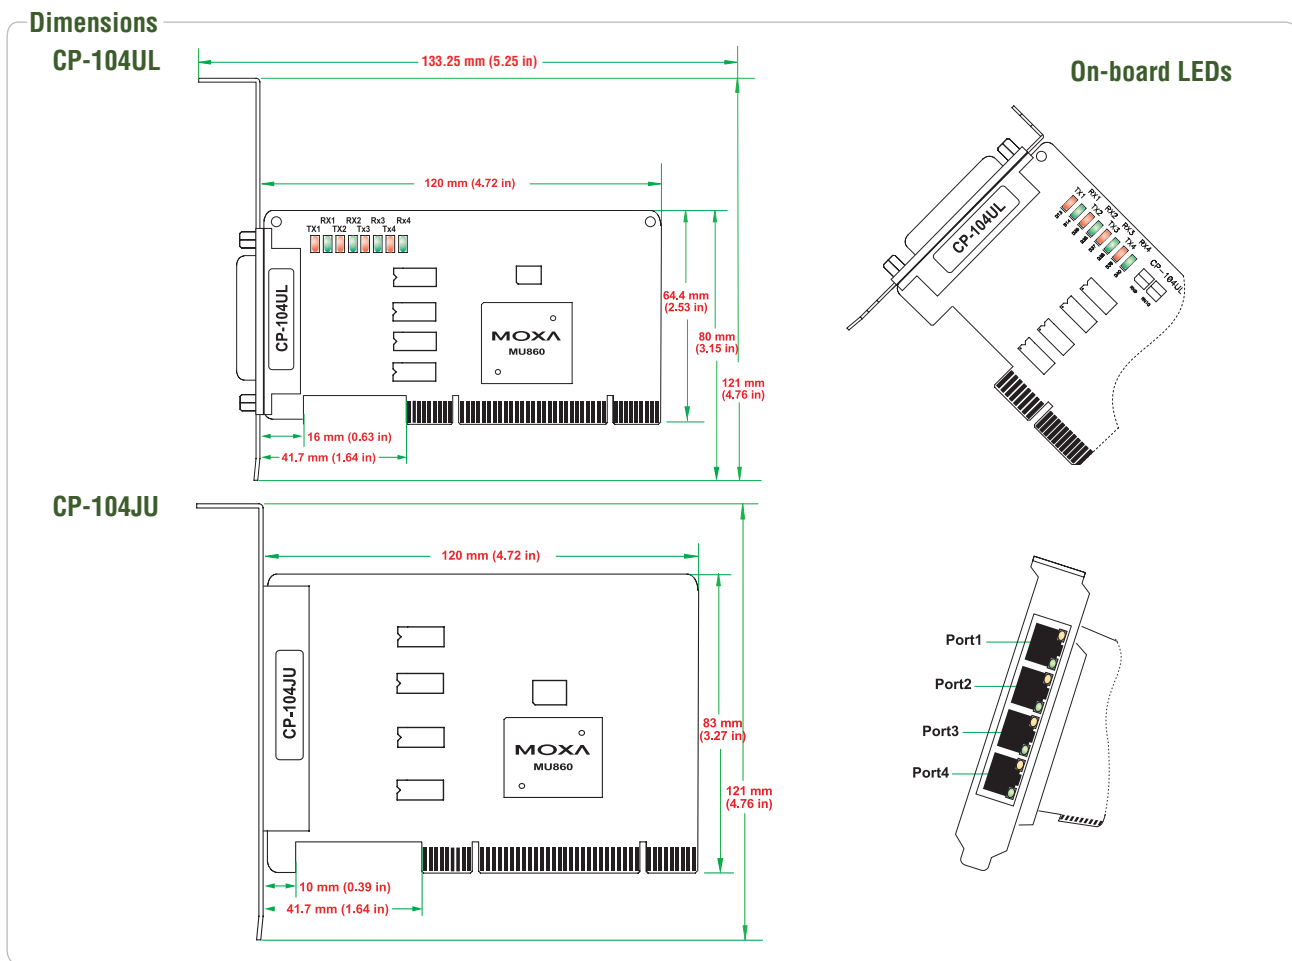 Dimensions
CP-104UL
133.25 mm (5.25 in)
On-board LEDs
120 mm (4.72 in)
RX1 RX2 Rx3 Rx4
TX1 TX2 Tx3 Tx4
CP-104UL
MOXA
MU860
64.4 mm
(2.53 in)
80 mm
(3.15 in)
121 mm
(4.76 in)
16 mm (0.63 in)
41.7 mm (1.64 in)
CP-104UL
TX1 RX1
TX2 RX2
TX3 RX3
TX4 RX4
CP-104UL
CP-104JU
120 mm (4.72 in)
CP-104JU
MOXA
MU860
83 mm
(3.27 in)
121 mm
(4.76 in)
10 mm (0.39 in)
41.7 mm (1.64 in)
Port1
Port2
Port3
Port4